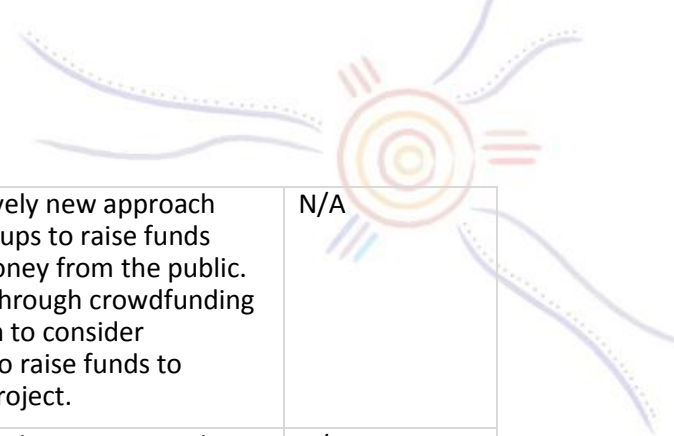 vely new approach N/A
ups to raise funds
oney from the public.
hrough crowdfunding
n to consider
o raise funds to
roject.